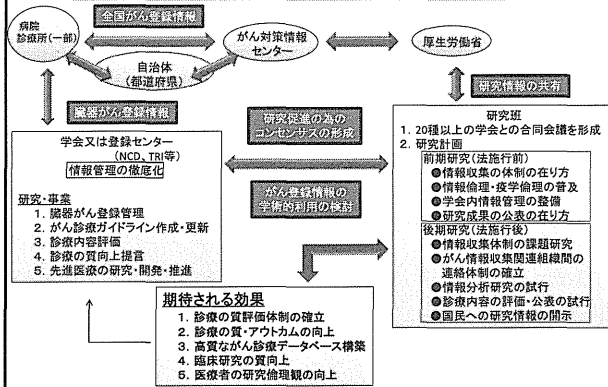 病院
診療所(一部)
全国がん登録情報
がん対策情報
センター
厚生労働省
自治体
(都道府県)
臓器がん登録情報
研究情報の共有
学会又は登録センター
(NCD、TRI等)
情報管理の徹底化
研究・事業
1. 臓器がん登録管理
2. がん診療ガイドライン作成・更新
3. 診療内容評価
4. 診療の質向上提言
5. 先進医療の研究・開発・推進
研究促進の為の
コンセンサスの形成
がん登録情報の
学術的利用の検討
研究班
1. 20種以上の学会との合同会議を形成
2. 研究計画
前期研究(法施行前)
●情報収集の体制の在り方
●情報倫理・疫学倫理の普及
●学会内情報管理の整備
●研究成果の公表の在り方
後期研究(法施行後)
●情報収集体制の課題研究
●がん情報収集関連組織間の
連絡体制の確立
●情報分析研究の試行
●診療内容の評価・公表の試行
●国民への研究情報の開示
期待される効果
1. 診療の質評価体制の確立
2. 診療の質・アウトカムの向上
3. 高質ながん診療データベース構築
4. 臨床研究の質向上
5. 医療者の研究倫理観の向上